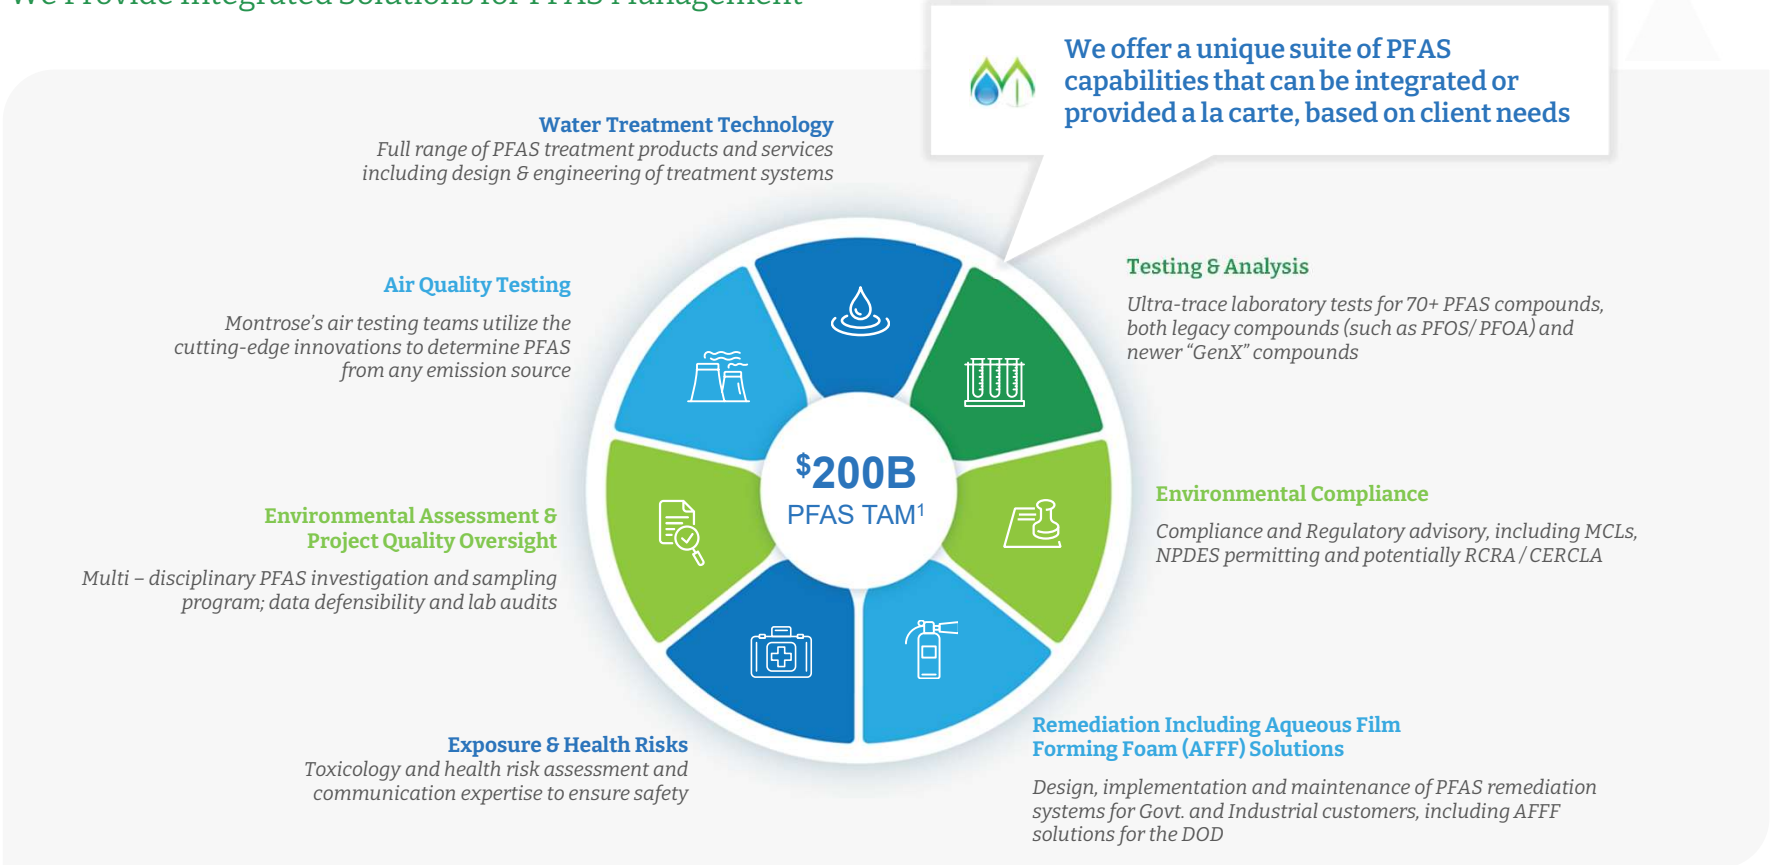 We Provide Integrated Solutions for PFAS Management
We offer a unique suite of PFAS
capabilities that can be integrated or
provided a la carte, based on client needs
Water Treatment Technology
Full range of PFAS treatment products and services
including design & engineering of treatment systems
Air Quality Testing
Montrose’s air testing teams utilize the
cutting-edge innovations to determine PFAS
from any emission source
Testing & Analysis
Ultra-trace laboratory tests for 70+ PFAS compounds,
both legacy compounds (such as PFOS/ PFOA) and
newer “GenX” compounds
$200B
PFAS TAM¹
Environmental Assessment &
Project Quality Oversight
Multi – disciplinary PFAS investigation and sampling
program; data defensibility and lab audits
Environmental Compliance
Compliance and Regulatory advisory, including MCLs,
NPDES permitting and potentially RCRA / CERCLA
Exposure & Health Risks
Toxicology and health risk assessment and
communication expertise to ensure safety
Remediation Including Aqueous Film
Forming Foam (AFFF) Solutions
Design, implementation and maintenance of PFAS remediation
systems for Govt. and Industrial customers, including AFFF
solutions for the DOD